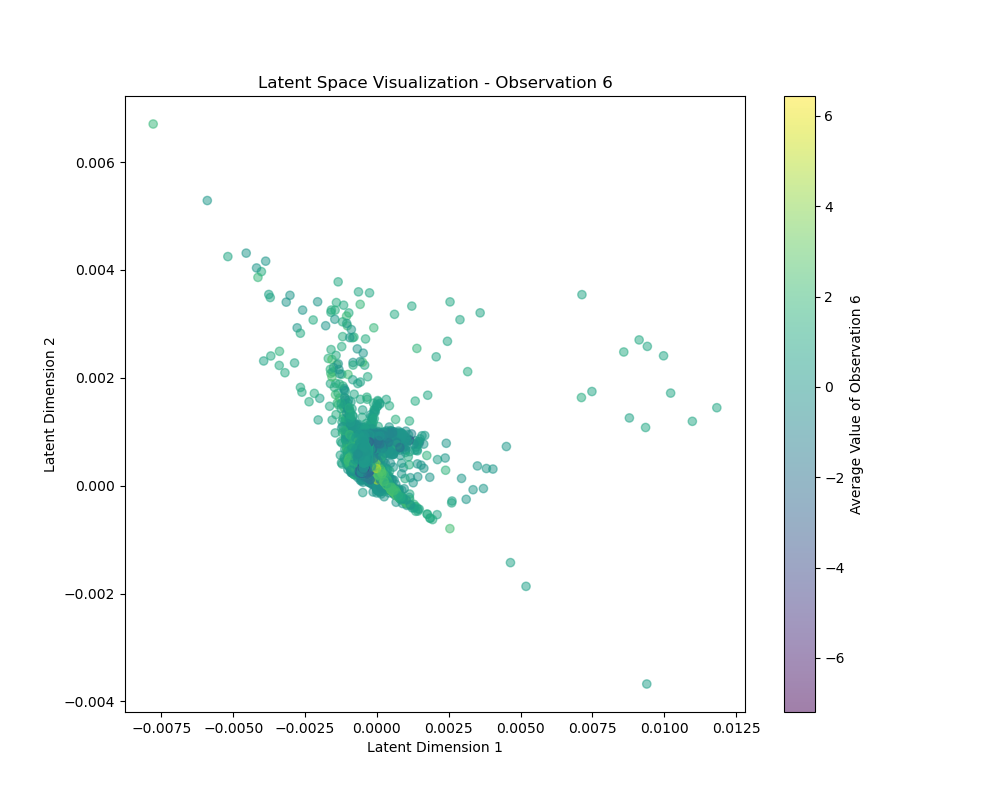 Latent Space Visualization - Observation 6
Latent Dimension 2
0.006
0.004
0.002
0.000
−0.002
−0.004
−0.0075 −0.0050 −0.0025 0.0000 0.0025 0.0050 0.0075 0.0100 0.0125
Latent Dimension 1
6
4
2
0
−2
−4
−6
Average Value of Observation 6